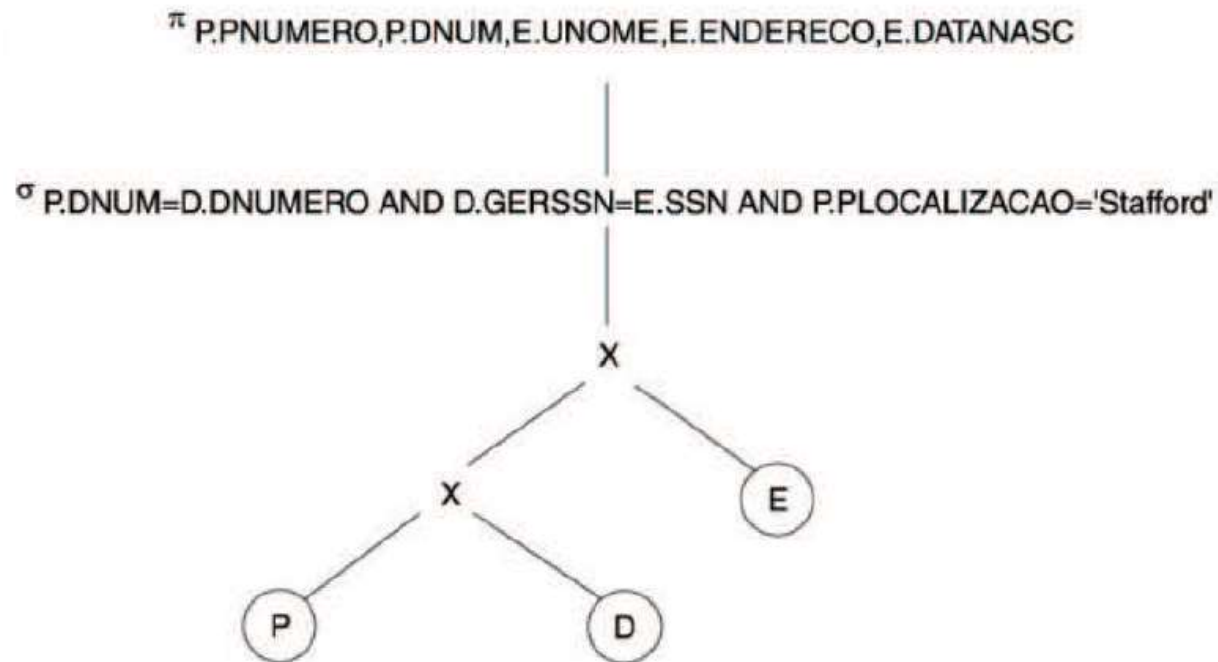 π P.PNUMERO,P.DNUM,E.UNOME,E.ENDERECO,E.DATANASC
σ P.DNUM=D.DNUMERO AND D.GERSSN=E.SSN AND P.PLOCALIZACAO='Stafford'
X
X
E
P
D